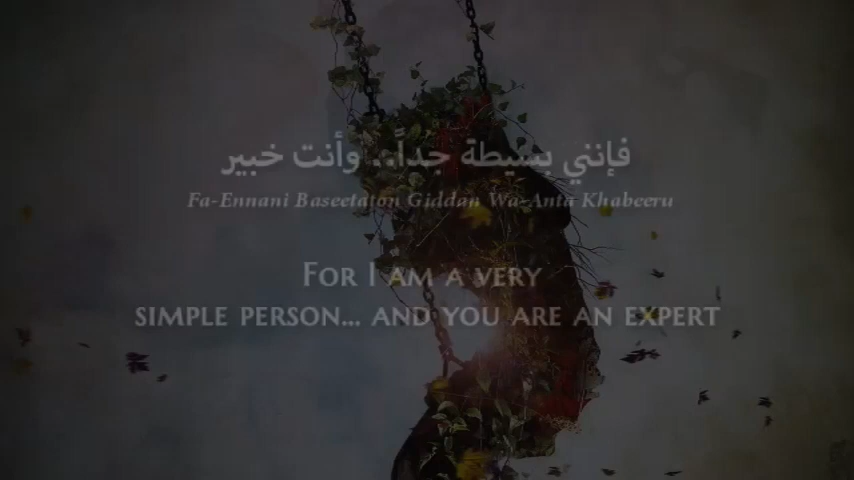 فإنني بسيطة جداً.. وأنت خبير
Fa-Ennani Baseetaton Giddan Wa-Anta Khabeeru
For I am a very
simple person... and you are an expert